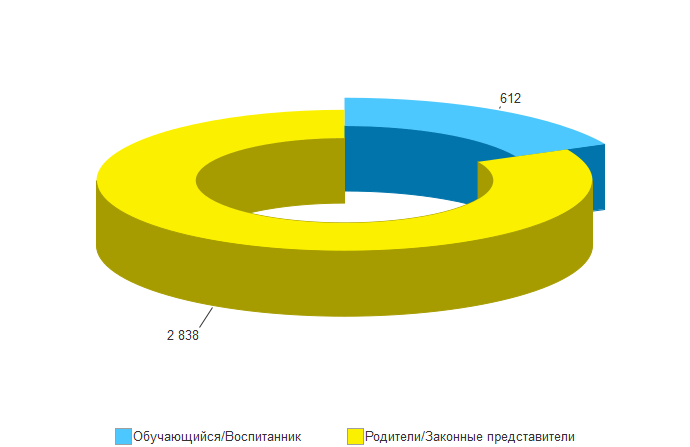 612
2 838
Обучающийся/Воспитанник
Родители/Законные представители